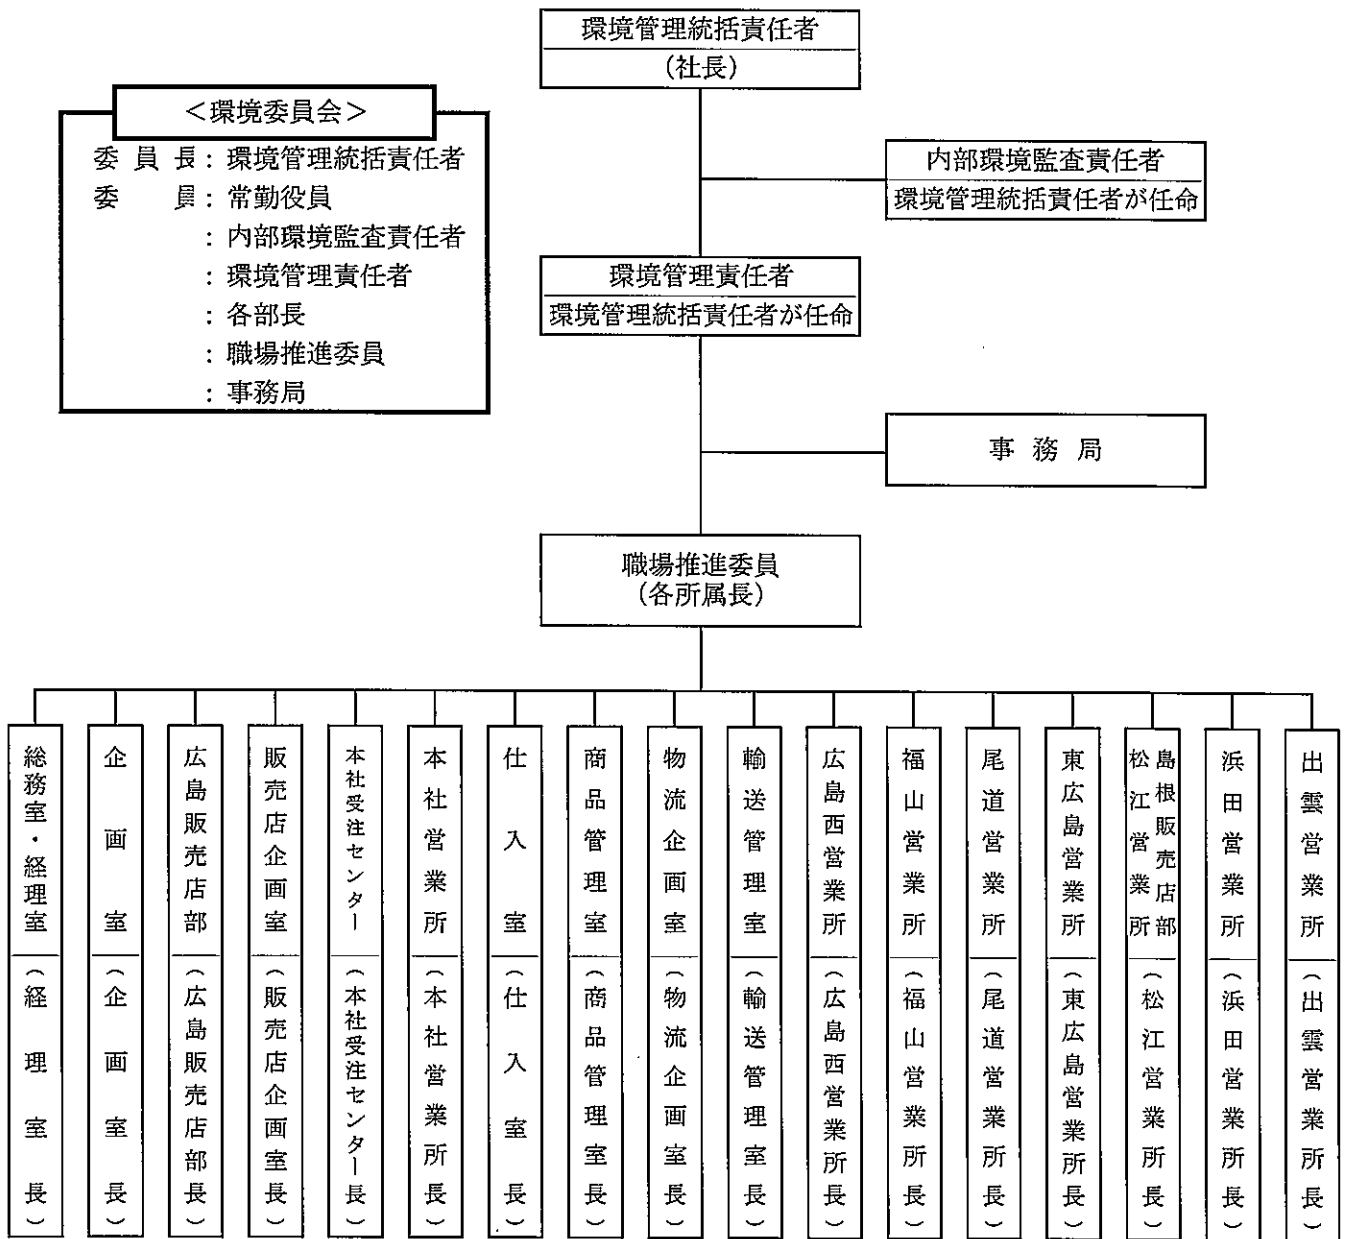 環境管理統括責任者
(社長)
<環境委員会>
委員長:環境管理統括責任者
委員:常勤役員
:内部環境監査責任者
:環境管理責任者
:各部長
:職場推進委員
:事務局
内部環境監査責任者
環境管理統括責任者が任命
環境管理責任者
環境管理統括責任者が任命
事務局
職場推進委員
(各所属長)
総務室・経理室
(経理室長)
企画室
(企画室長)
広島販売店部
(広島販売店部長)
販売店企画室
(販売店企画室長)
本社受注センター
(本社受注センター長)
本社営業所
(本社営業所長)
仕入室
(仕入室長)
商品管理室
(商品管理室長)
物流企画室
(物流企画室長)
輸送管理室
(輸送管理室長)
広島西営業所
(広島西営業所長)
福山営業所
(福山営業所長)
尾道営業所
(尾道営業所長)
東広島営業所
(東広島営業所長)
島根販売店部
松江営業所
(松江営業所長)
浜田営業所
(浜田営業所長)
出雲営業所
(出雲営業所長)